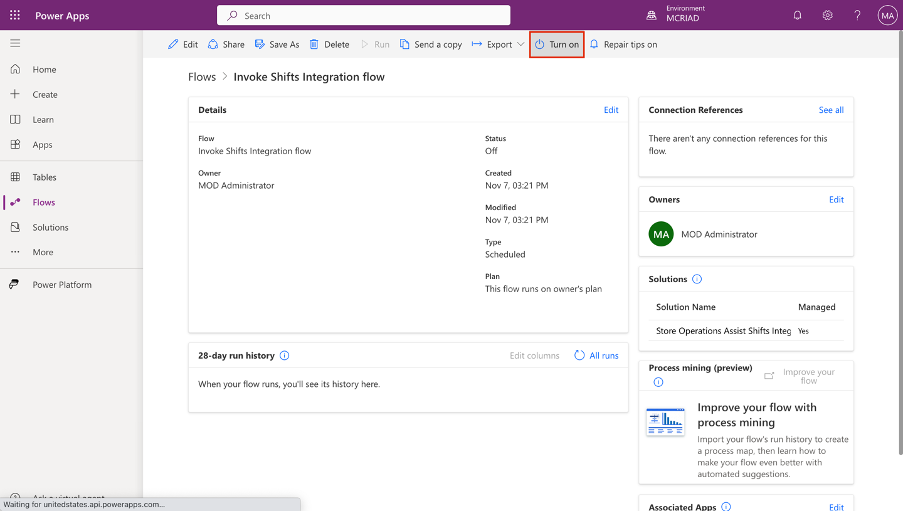 Power Apps
Search
Environment
MCRIAD
MA
Edit
Share
Save As
Delete
Run
Send a copy
Export
Turn on
Repair tips on
Home
Create
Learn
Apps
Tables
Flows
Solutions
More
Power Platform
Ask a virtual agent
Flows > Invoke Shifts Integration flow
Details
Edit
Flow
Invoke Shifts Integration flow
Owner
MOD Administrator
Status
Off
Created
Nov 7, 03:21 PM
Modified
Nov 7, 03:21 PM
Type
Scheduled
Plan
This flow runs on owner's plan
28-day run history
Edit columns
All runs
When your flow runs, you'll see its history here.
Connection References
See all
There aren't any connection references for this
flow.
Owners
Edit
MA
MOD Administrator
Solutions
Solution Name
Managed
Store Operations Assist Shifts Integ
Yes
Process mining (preview)
Improve your
flow
Improve your flow with
process mining
Import your flow's run history to create
a process map, then learn how to
make your flow even better with
automated suggestions.
Associated Apps
Edit
Waiting for unitedstates.api.powerapps.com...